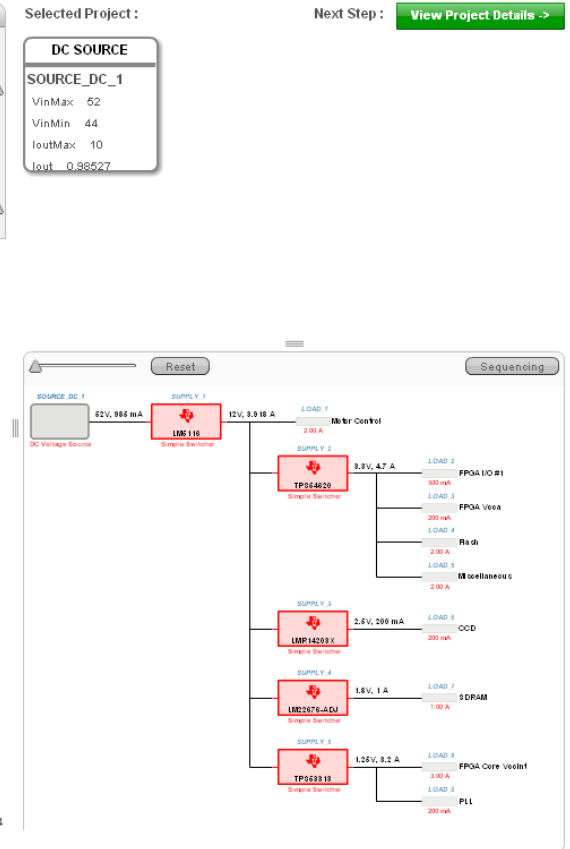 Selected Project :
Next Step :
View Project Details ->
DC SOURCE
SOURCE_DC_1
VinMax 52
VinMin 44
IoutMax 10
Iout 0.98527
Reset
Sequencing
SOURCE_DC_1
52V, 985 mA
DC Voltage Source
SUPPLY_1
LM5116
Simple Switcher
12V, 3.918 A
LOAD_1
Motor Control
2.00 A
SUPPLY_2
TPS54620
Simple Switcher
3.3V, 4.7 A
LOAD_2
FPGA I/O #1
500 mA
LOAD_3
FPGA Vcca
200 mA
LOAD_4
Flash
2.00 A
LOAD_5
Miscellaneous
2.00 A
SUPPLY_3
LMR14203X
Simple Switcher
2.5V, 200 mA
LOAD_6
CCD
200 mA
SUPPLY_4
LM22676-ADJ
Simple Switcher
1.8V, 1 A
LOAD_7
SDRAM
1.00 A
SUPPLY_5
TPS53313
Simple Switcher
1.25V, 3.2 A
LOAD_8
FPGA Core Vccint
3.00 A
LOAD_9
PLL
200 mA